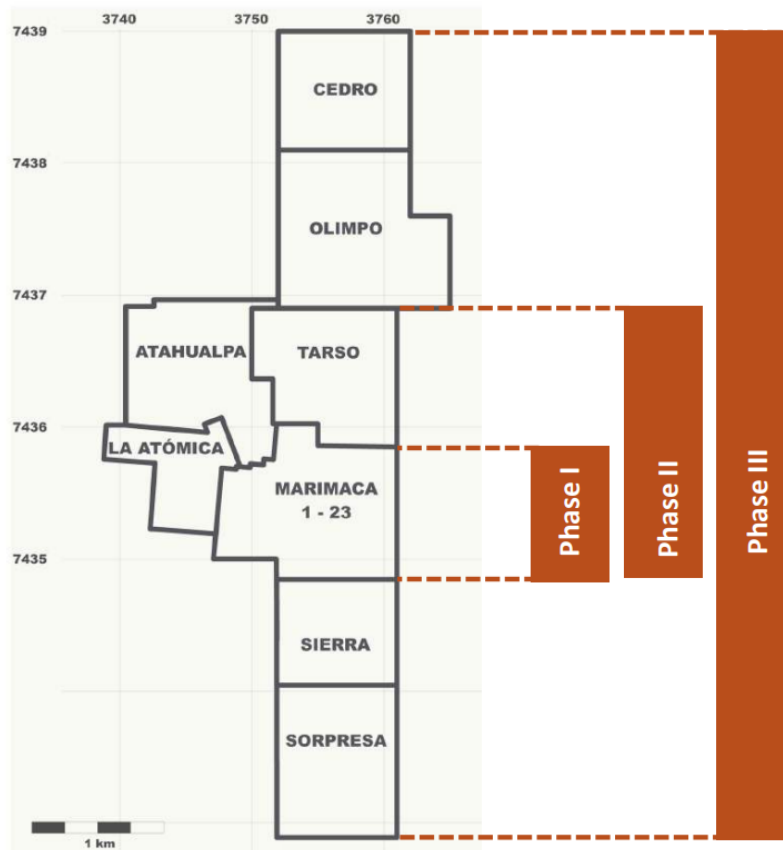 3740 3750 3760
7439
CEDRO
7438
OLIMPO
7437
ATAHUALPA TARSO
7436
LA ATÓMICA
MARIMACA
1 - 23
7435
SIERRA
SORPRESA
1 km
Phase I
Phase II
Phase III